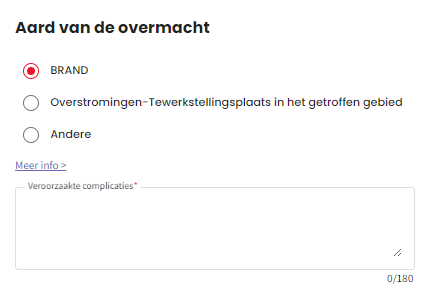 Aard van de overmacht
BRAND
Overstromingen-Tewerkstellingsplaats in het getroffen gebied
Andere
Meer info >
Veroorzaakte complicaties*
0/180